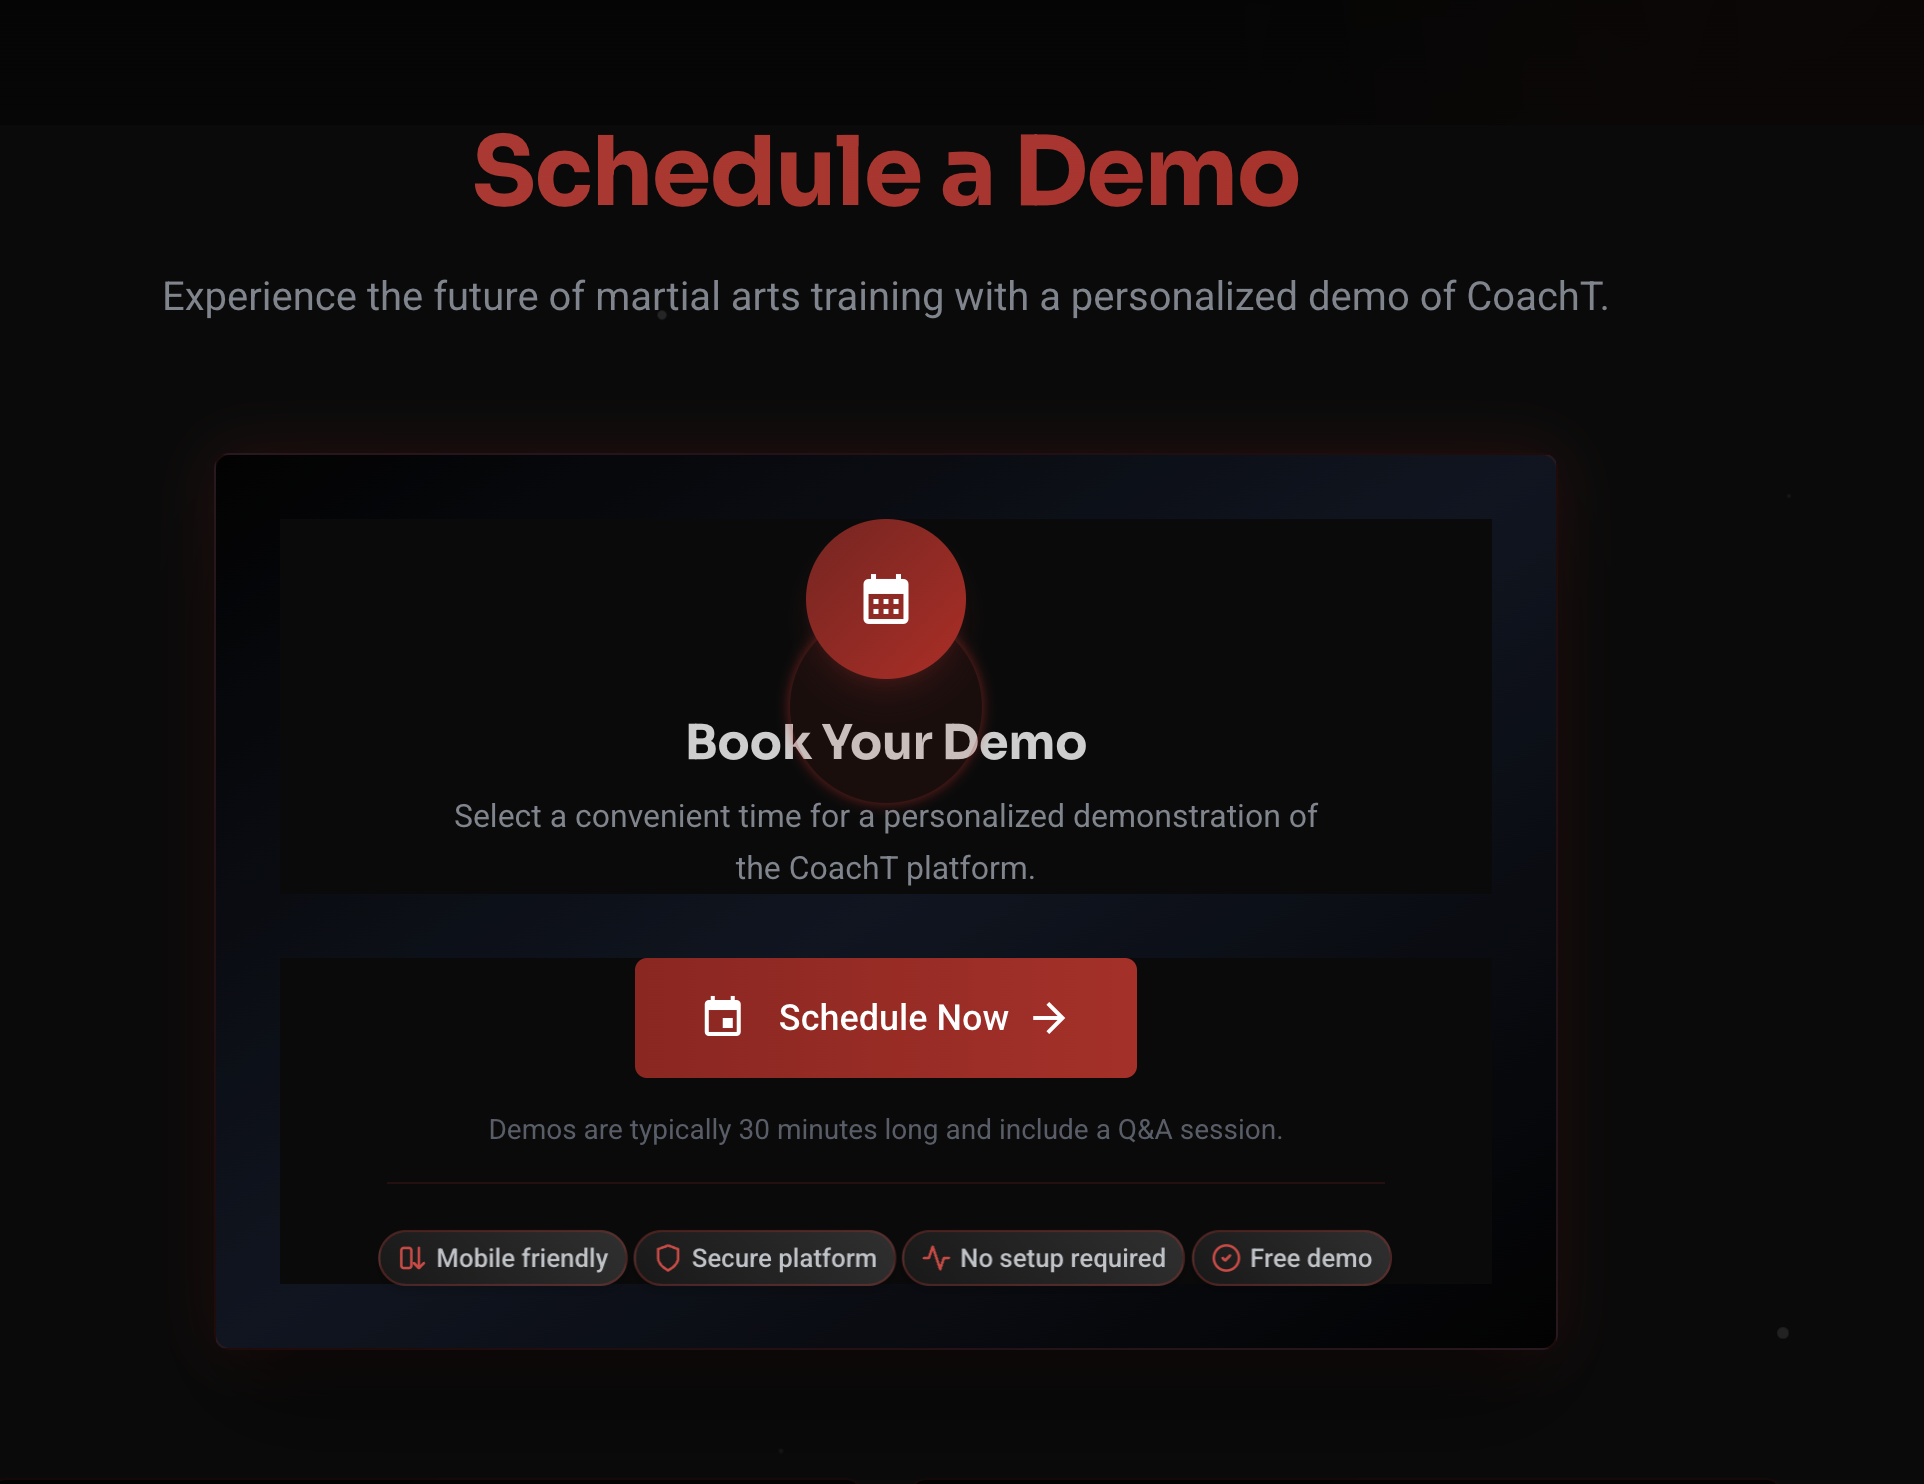 Schedule a Demo
Experience the future of martial arts training with a personalized demo of CoachT.
Book Your Demo
Select a convenient time for a personalized demonstration of
the CoachT platform.
Schedule Now
Demos are typically 30 minutes long and include a Q&A session.
Mobile friendly
Secure platform
No setup required
Free demo